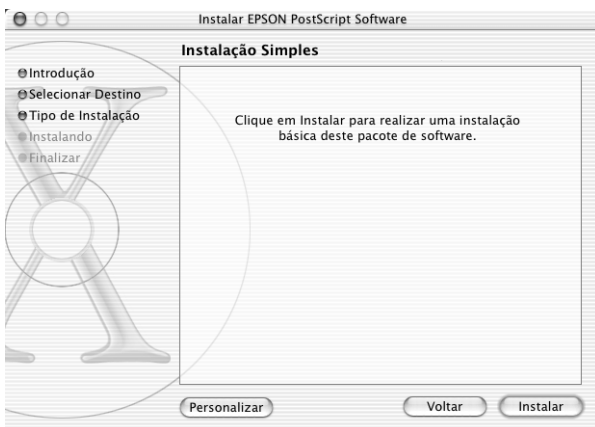 Instalar EPSON PostScript Software
Instalação Simples
Introdução
Selecionar Destino
Tipo de Instalação
Instalando
Finalizar
Clique em Instalar para realizar uma instalação
básica deste pacote de software.
Personalizar
Voltar
Instalar